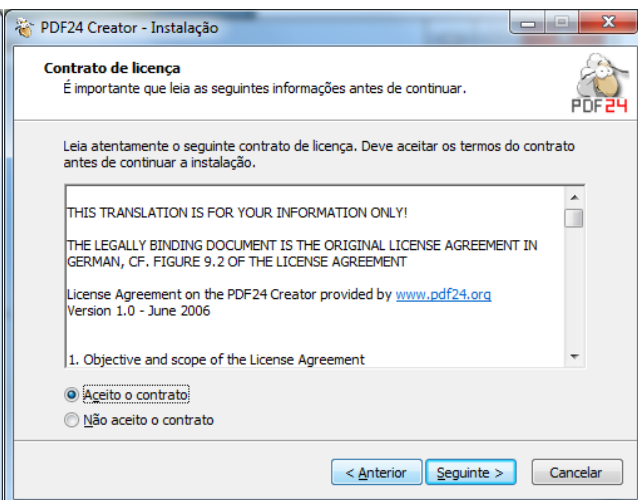 PDF24 Creator - Instalação
Contrato de licença
É importante que leia as seguintes informações antes de continuar.
PDF24
Leia atentamente o seguinte contrato de licença. Deve aceitar os termos do contrato
antes de continuar a instalação.
THIS TRANSLATION IS FOR YOUR INFORMATION ONLY!
THE LEGALLY BINDING DOCUMENT IS THE ORIGINAL LICENSE AGREEMENT IN
GERMAN, CF. FIGURE 9.2 OF THE LICENSE AGREEMENT
License Agreement on the PDF24 Creator provided by www.pdf24.org
Version 1.0 - June 2006
1. Objective and scope of the License Agreement
Aceito o contrato
Não aceito o contrato
< Anterior
Seguinte >
Cancelar